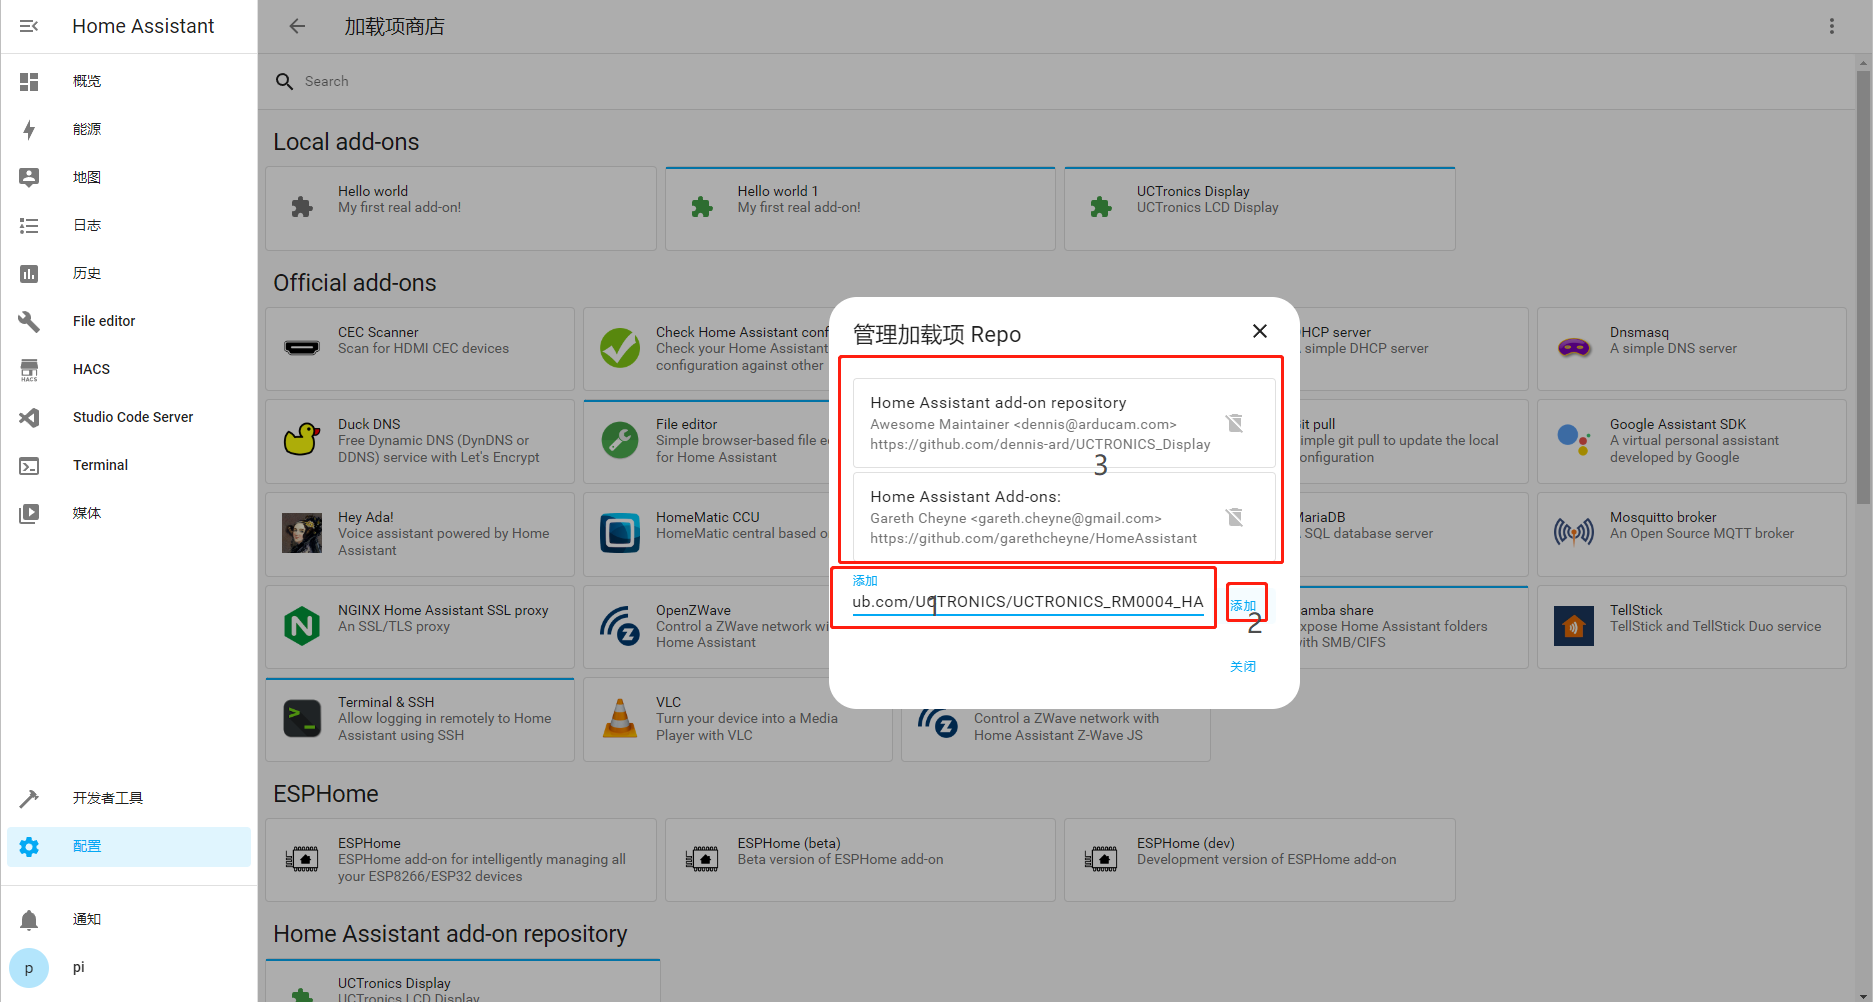 Home Assistant
概览
能源
地图
日志
历史
File editor
HACS
HACS
Studio Code Server
Terminal
媒体
开发者工具
配置
通知
p
pi
加载项商店
Search
Local add-ons
Hello world
My first real add-on!
Hello world 1
My first real add-on!
UCTronics Display
UCTronics LCD Display
Official add-ons
CEC Scanner
Scan for HDMI CEC devices
Check Home Assistant conf
Check your Home Assistant
configuration against other
HCP server
simple DHCP server
Dnsmasq
A simple DNS server
Duck DNS
Free Dynamic DNS (DynDNS or
DDNS) service with Let's Encrypt
File editor
Simple browser-based file e
for Home Assistant
it pull
imple git pull to update the local
onfiguration
Google Assistant SDK
A virtual personal assistant
developed by Google
Hey Ada!
Voice assistant powered by Home
Assistant
HomeMatic CCU
HomeMatic central based o
MariaDB
SQL database server
Mosquitto broker
An Open Source MQTT broker
NGINX Home Assistant SSL proxy
An SSL/TLS proxy
OpenZWave
Control a ZWave network wi
Home Assistant
amba share
xpose Home Assistant folders
ith SMB/CIFS
TellStick
TellStick and TellStick Duo service
Terminal & SSH
Allow logging in remotely to Home
Assistant using SSH
VLC
Turn your device into a Media
Player with VLC
Control a ZWave network with
Home Assistant Z-Wave JS
管理加载项 Repo
Home Assistant add-on repository
Awesome Maintainer <dennis@arducam.com>
https://github.com/dennis-ard/UCTRONICS_Display
3
Home Assistant Add-ons:
Gareth Cheyne <gareth.cheyne@gmail.com>
https://github.com/garethcheyne/HomeAssistant
添加
ub.com/UCTRONICS/UCTRONICS_RM0004_HA
1
添加
2
关闭
ESPHome
ESPHome
ESPHome add-on for intelligently managing all
your ESP8266/ESP32 devices
ESPHome (beta)
Beta version of ESPHome add-on
ESPHome (dev)
Development version of ESPHome add-on
Home Assistant add-on repository
UCTronics Display
UCTronics LCD Display